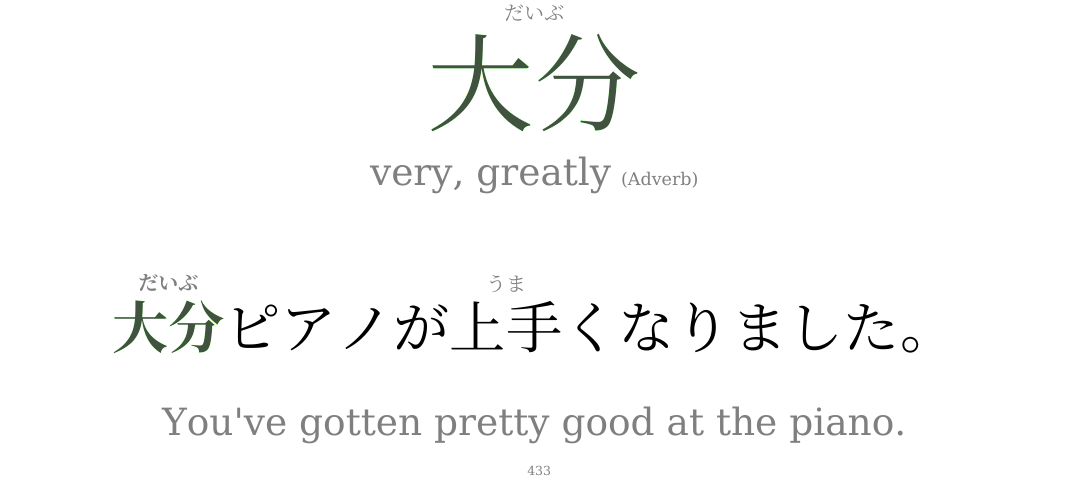 だいぶ
大分
very, greatly (Adverb)
だいぶ うま
大分ピアノが上手くなりました。
You've gotten pretty good at the piano.
433